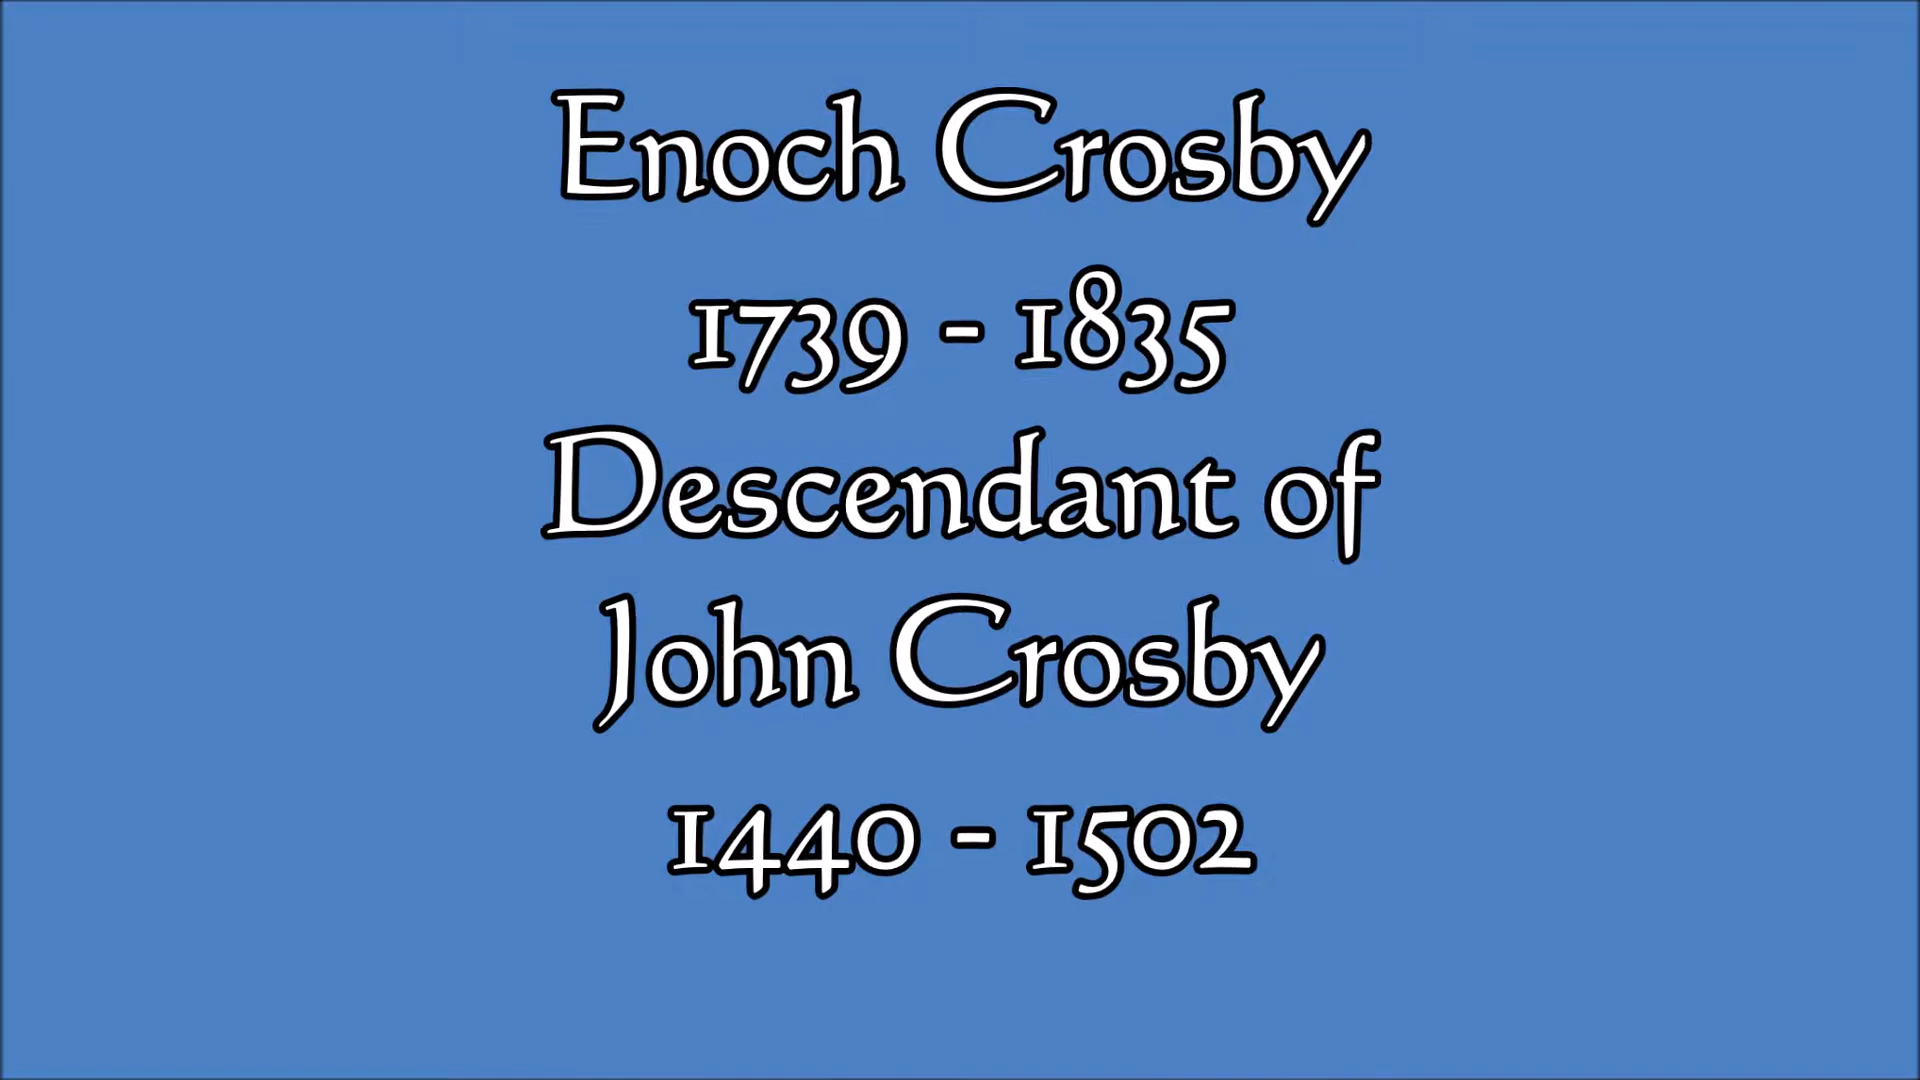 Enoch Crosby
1739 - 1835
Descendant of
John Crosby
1440 - 1502